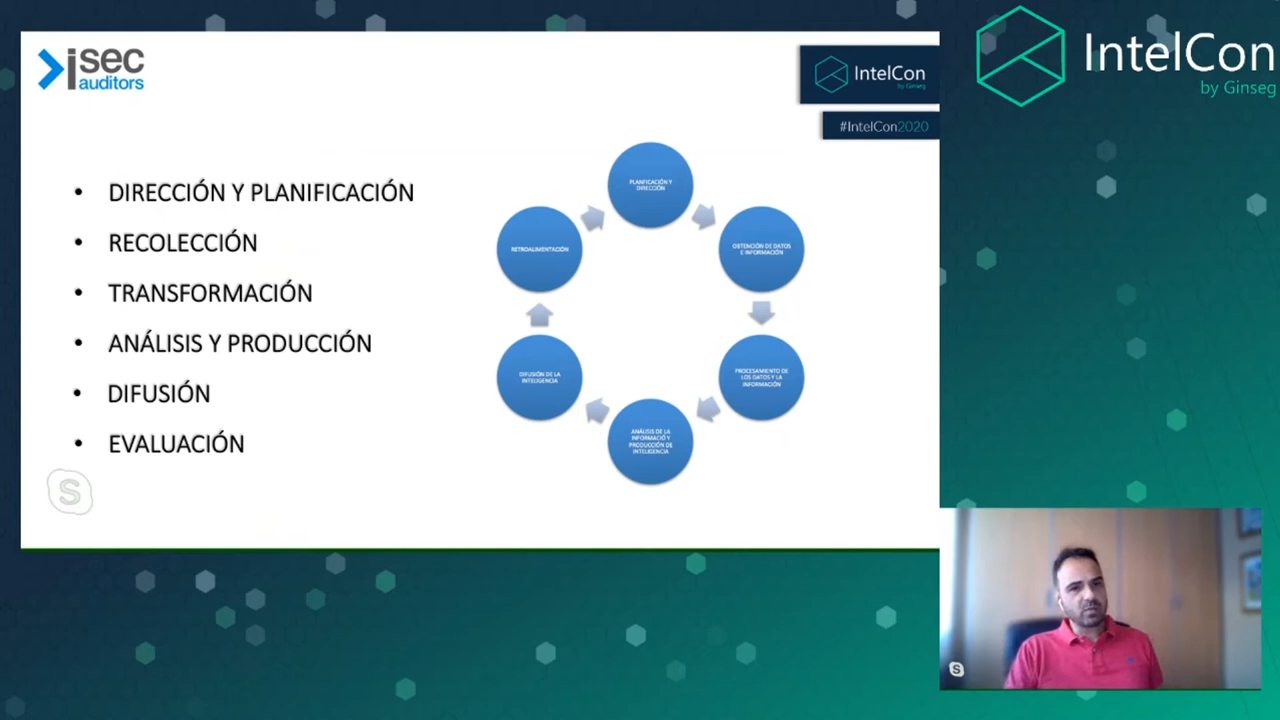 isec
auditors
IntelCon
by Ginseg
#IntelCon2020
IntelCon
by Ginseg
• DIRECCIÓN Y PLANIFICACIÓN
• RECOLECCIÓN
• TRANSFORMACIÓN
• ANÁLISIS Y PRODUCCIÓN
• DIFUSIÓN
• EVALUACIÓN
PLANIFICACIÓN Y
DIRECCIÓN
OBTENCIÓN DE DATOS
E INFORMACIÓN
PROCESAMIENTO DE
LOS DATOS Y LA
INFORMACIÓN
ANÁLISIS DE LA
INFORMACIÓ Y
PRODUCCIÓN DE
INTELIGENCIA
DIFUSIÓN DE LA
INTELIGENCIA
RETROALIMENTACIÓN
S
S